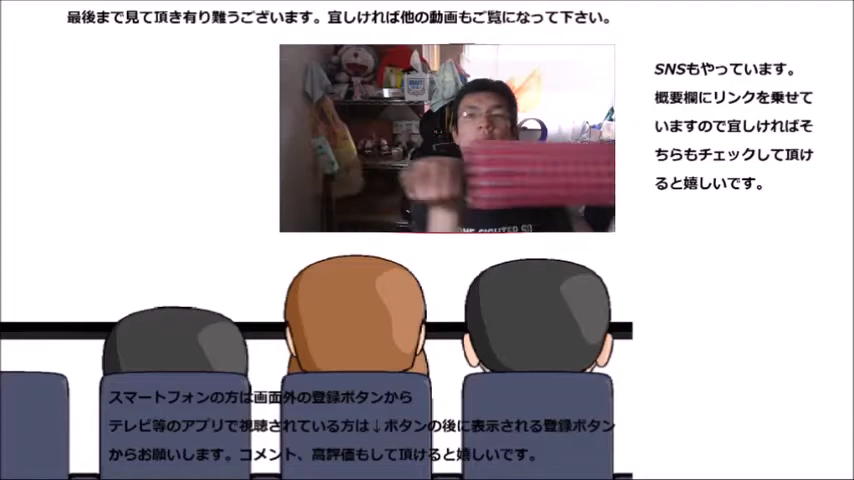 最後まで見て頂き有り難うございます。宜しければ他の動画もご覧になって下さい。
SNSもやっています。
概要欄にリンクを乗せて
いますので宜しければそ
ちらもチェックして頂け
ると嬉しいです。
スマートフォンの方は画面外の登録ボタンから
テレビ等のアプリで視聴されている方は↓ボタンの後に表示される登録ボタン
からお願いします。コメント、高評価もして頂けると嬉しいです。